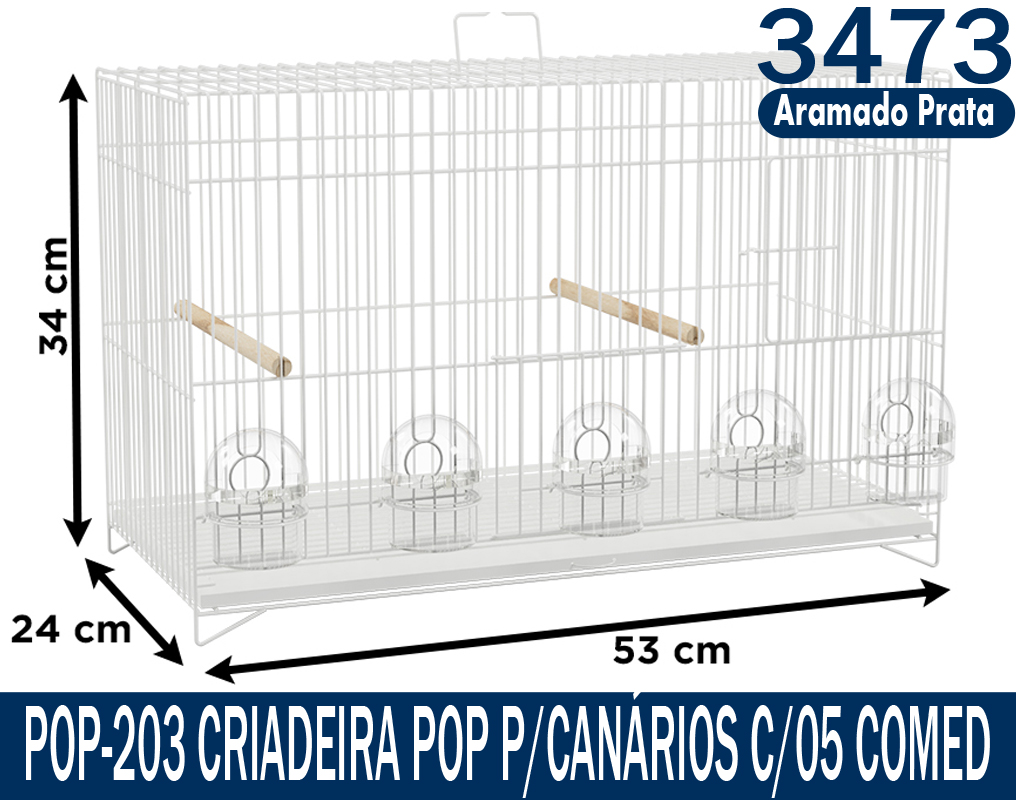 3473
Aramado Prata
34 cm
24 cm
53 cm
POP-203 CRIADEIRA POP P/CANÁRIOS C/05 COMED